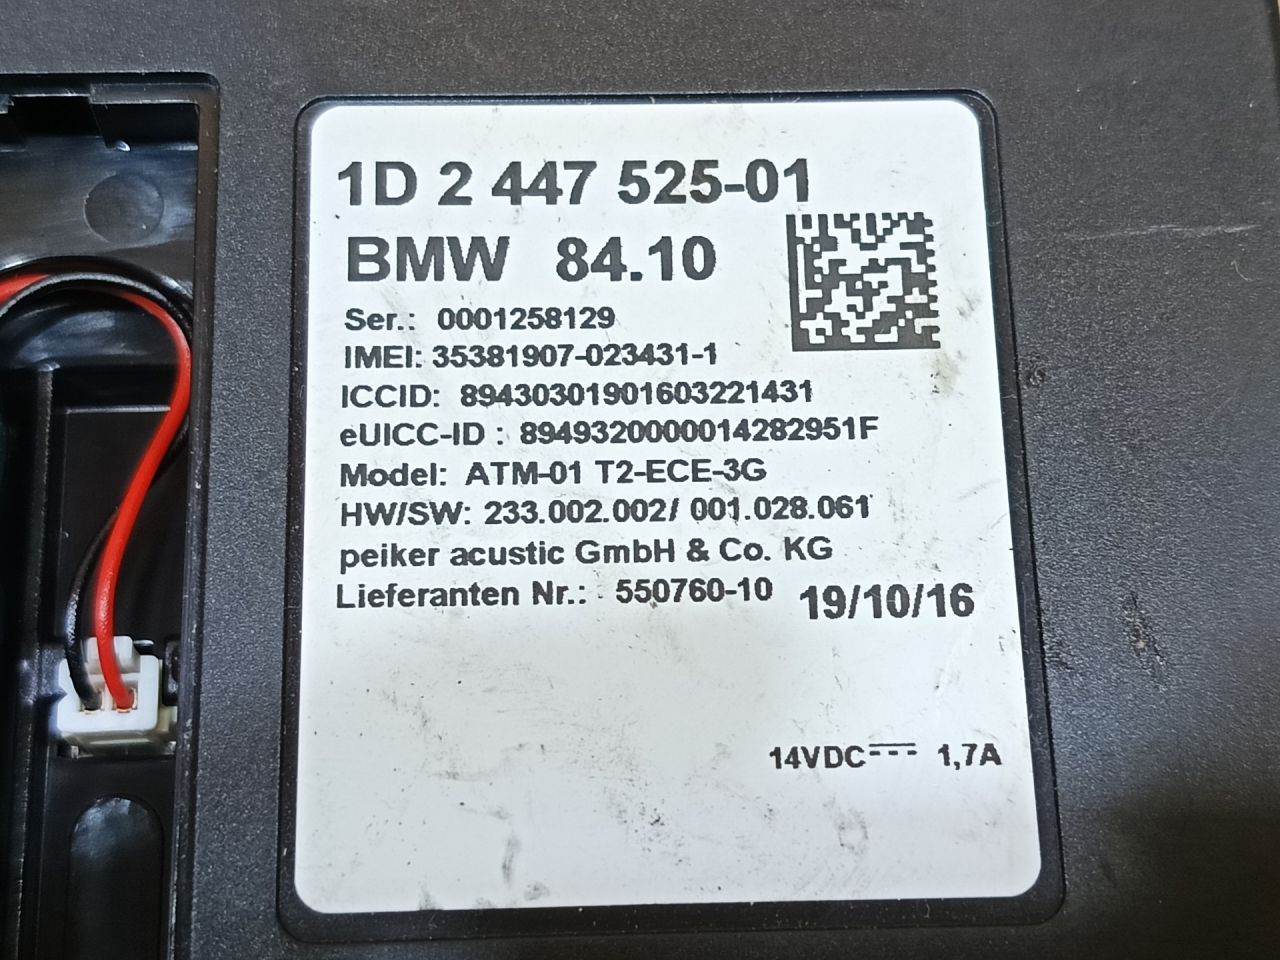 1D 2 447 525-01
BMW 84.10
Ser.: 0001258129
IMEI: 35381907-023431-1
ICCID: 89430301901603221431
eUICC-ID : 8949320000014282951F
Model: ATM-01 T2-ECE-3G
HW/SW: 233.002.002/ 001.028.061
peiker acustic GmbH & Co. KG
Lieferanten Nr.: 550760-10 19/10/16
14VDC⎓ 1,7A